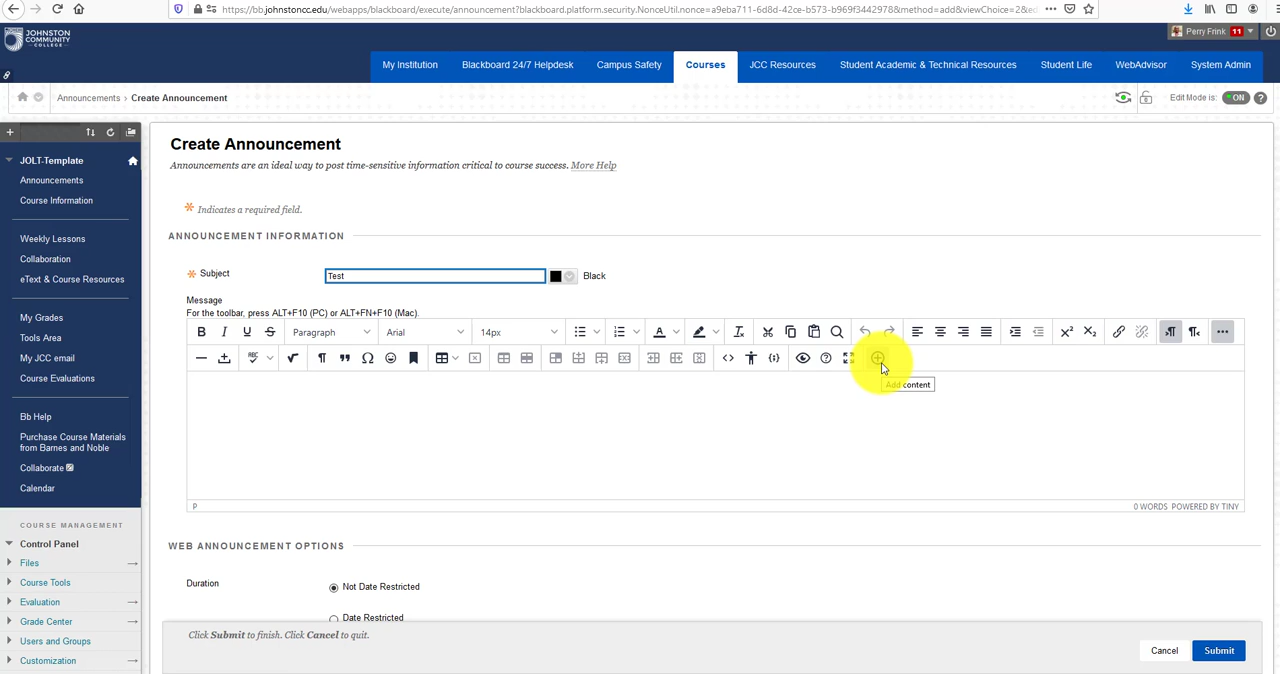 https://bb.johnstoncc.edu/webapps/blackboard/execute/announcement?blackboard.platform.security.NonceUtil.nonce=a9eba711-6d8d-42ce-b573-b969f34429878&method=add&viewChoice=2&ed
JOHNSTON
COMMUNITY
COLLEGE
Perry Frink 11
My Institution Blackboard 24/7 Helpdesk Campus Safety Courses JCC Resources Student Academic & Technical Resources Student Life WebAdvisor System Admin
Announcements › Create Announcement
Edit Mode is: ON ?
JOLT-Template
Announcements
Course Information
Weekly Lessons
Collaboration
eText & Course Resources
My Grades
Tools Area
My JCC email
Course Evaluations
Bb Help
Purchase Course Materials
from Barnes and Noble
Collaborate
Calendar
COURSE MANAGEMENT
Control Panel
Files
Course Tools
Evaluation
Grade Center
Users and Groups
Customization
Create Announcement
Announcements are an ideal way to post time-sensitive information critical to course success. More Help
* Indicates a required field.
ANNOUNCEMENT INFORMATION
* Subject
Test
Black
Message
For the toolbar, press ALT+F10 (PC) or ALT+FN+F10 (Mac).
B I U S Paragraph Arial 14px
Add content
P
0 WORDS POWERED BY TINY
WEB ANNOUNCEMENT OPTIONS
Duration
Not Date Restricted
Date Restricted
Click Submit to finish. Click Cancel to quit.
Cancel Submit